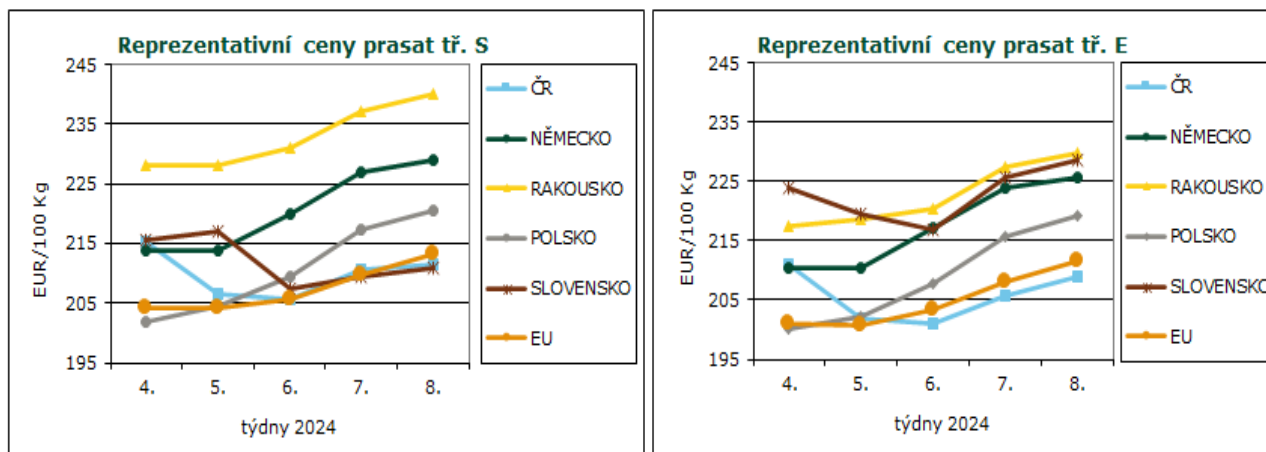 Reprezentativní ceny prasat tř. S
EUR/100 Kg
245
235
225
215
205
195
4. 5. 6. 7. 8.
týdny 2024
ČR
NĚMECKO
RAKOUSKO
POLSKO
SLOVENSKO
EU
Reprezentativní ceny prasat tř. E
EUR/100 Kg
245
235
225
215
205
195
4. 5. 6. 7. 8.
týdny 2024
ČR
NĚMECKO
RAKOUSKO
POLSKO
SLOVENSKO
EU